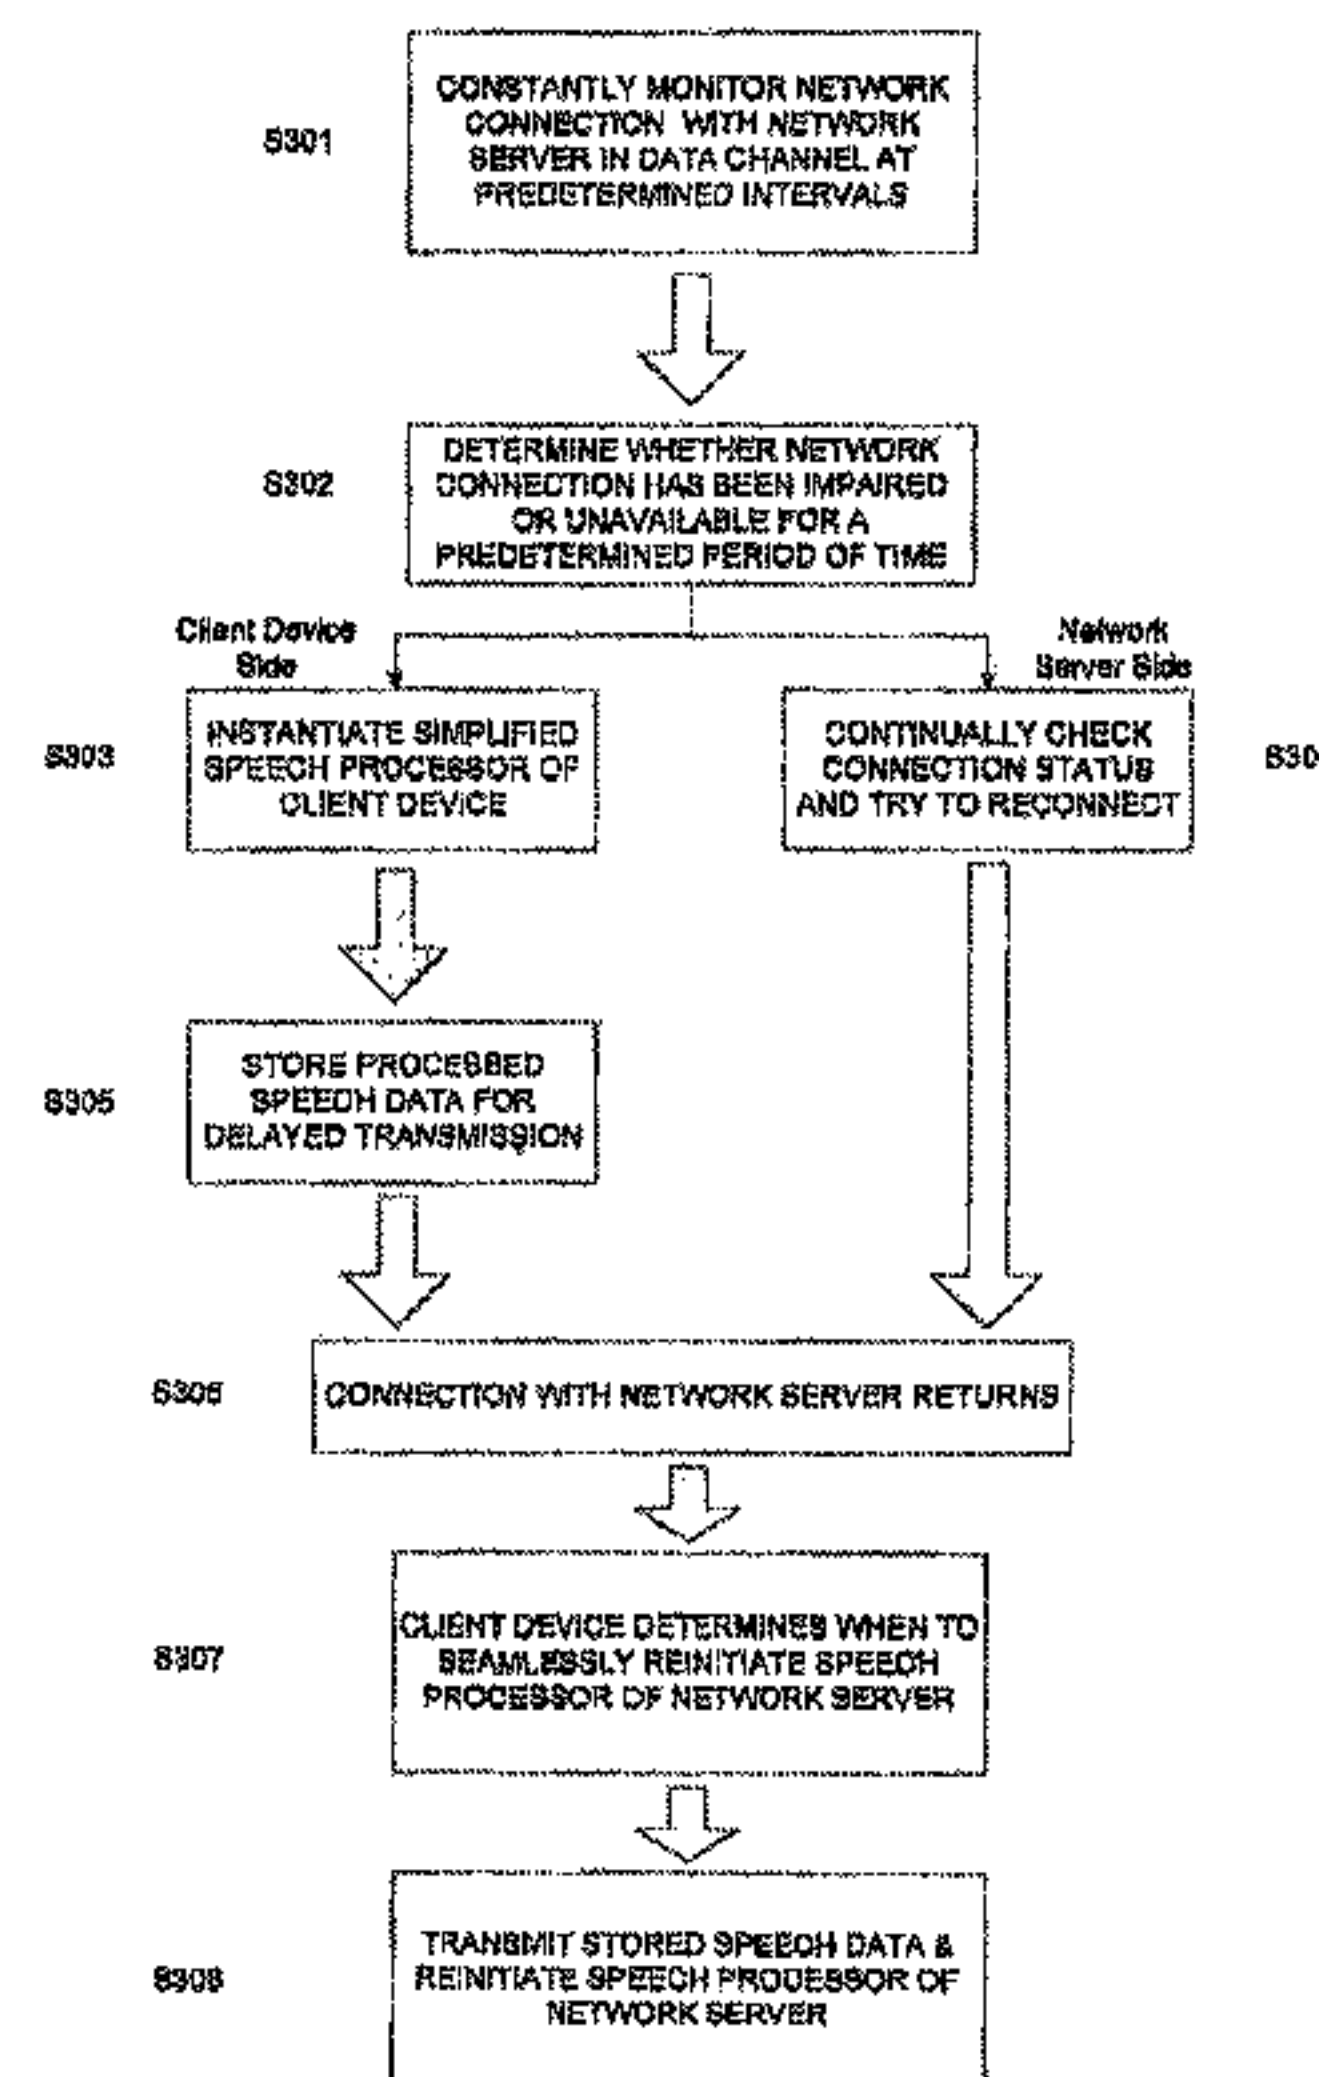 S301
CONSTANTLY MONITOR NETWORK
CONNECTION WITH NETWORK
SERVER IN DATA CHANNEL AT
PREDETERMINED INTERVALS
S302
DETERMINE WHETHER NETWORK
CONNECTION HAS BEEN IMPAIRED
OR UNAVAILABLE FOR A
PREDETERMINED PERIOD OF TIME
Client Device
Side
Network
Server Side
S303
INSTANTIATE SIMPLIFIED
SPEECH PROCESSOR OF
CLIENT DEVICE
CONTINUALLY CHECK
CONNECTION STATUS
AND TRY TO RECONNECT
S30
S305
STORE PROCESSED
SPEECH DATA FOR
DELAYED TRANSMISSION
S306
CONNECTION WITH NETWORK SERVER RETURNS
S307
CLIENT DEVICE DETERMINES WHEN TO
SEAMLESSLY REINITIATE SPEECH
PROCESSOR OF NETWORK SERVER
S308
TRANSMIT STORED SPEECH DATA &
REINITIATE SPEECH PROCESSOR OF
NETWORK SERVER